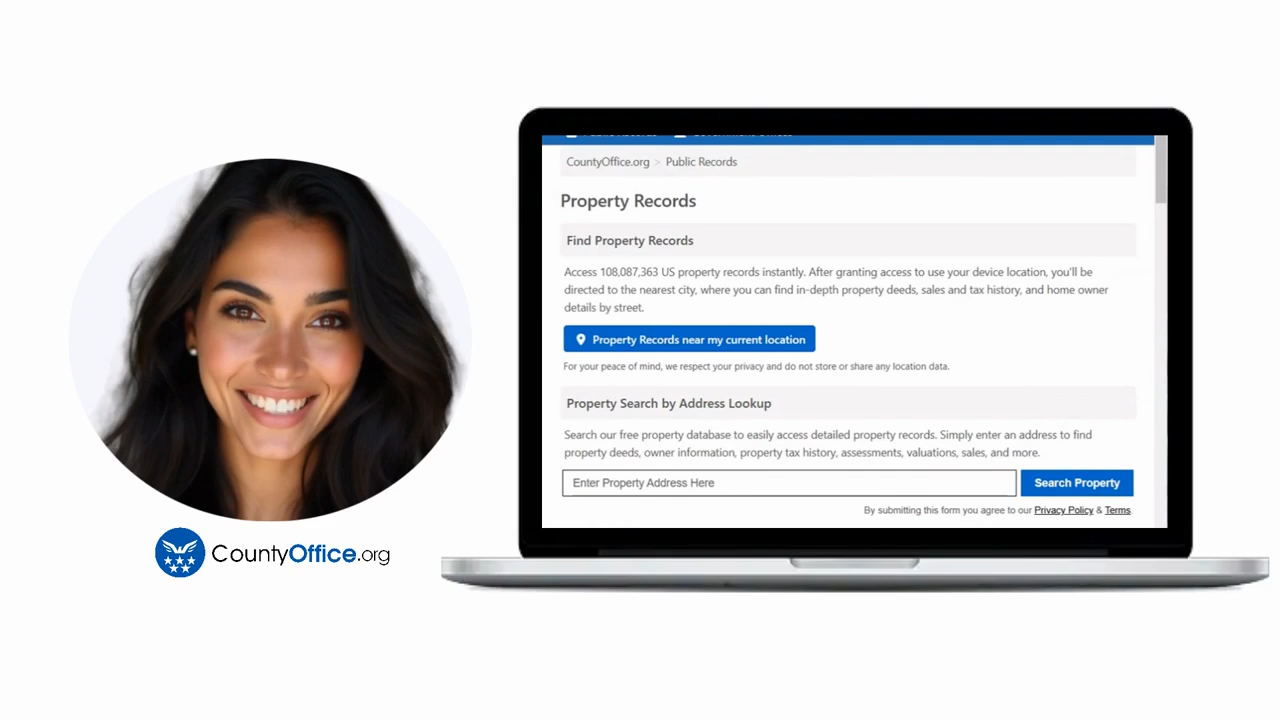 CountyOffice.org > Public Records
Property Records
Find Property Records
Access 108,087,363 US property records instantly. After granting access to use your device location, you'll be
directed to the nearest city, where you can find in-depth property deeds, sales and tax history, and home owner
details by street.
Property Records near my current location
For your peace of mind, we respect your privacy and do not store or share any location data.
Property Search by Address Lookup
Search our free property database to easily access detailed property records. Simply enter an address to find
property deeds, owner information, property tax history, assessments, valuations, sales, and more.
Enter Property Address Here
Search Property
By submitting this form you agree to our Privacy Policy & Terms.
CountyOffice.org